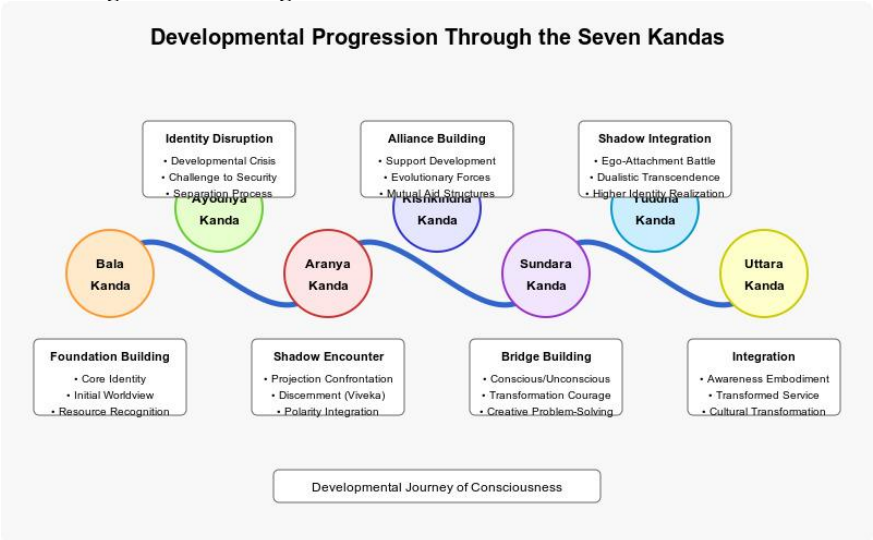 Developmental Progression Through the Seven Kandas
Identity Disruption
• Developmental Crisis
• Challenge to Security
• Separation Process
Alliance Building
• Support Development
• Evolutionary Forces
• Mutual Aid Structures
Shadow Integration
• Ego-Attachment Battle
• Dualistic Transcendence
• Higher Identity Realization
Bala
Kanda
Ayodhya
Kanda
Aranya
Kanda
Kishkindha
Kanda
Sundara
Kanda
Yuddha
Kanda
Uttara
Kanda
Foundation Building
• Core Identity
• Initial Worldview
• Resource Recognition
Shadow Encounter
• Projection Confrontation
• Discernment (Viveka)
• Polarity Integration
Bridge Building
• Conscious/Unconscious
• Transformation Courage
• Creative Problem-Solving
Integration
• Awareness Embodiment
• Transformed Service
• Cultural Transformation
Developmental Journey of Consciousness